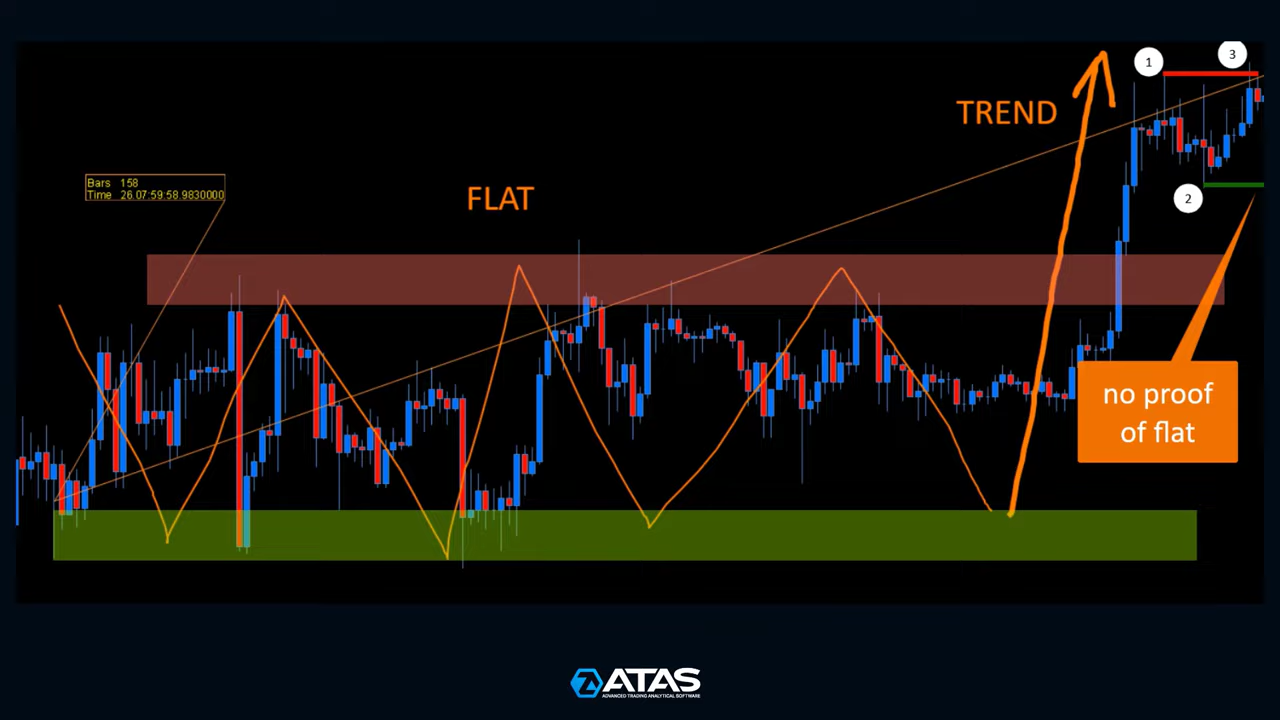 1
3
TREND
Bars 158
Time 26.07:59:58.9830000
FLAT
2
no proof
of flat
ATAS
ADVANCED TRADING ANALYTICAL SOFTWARE